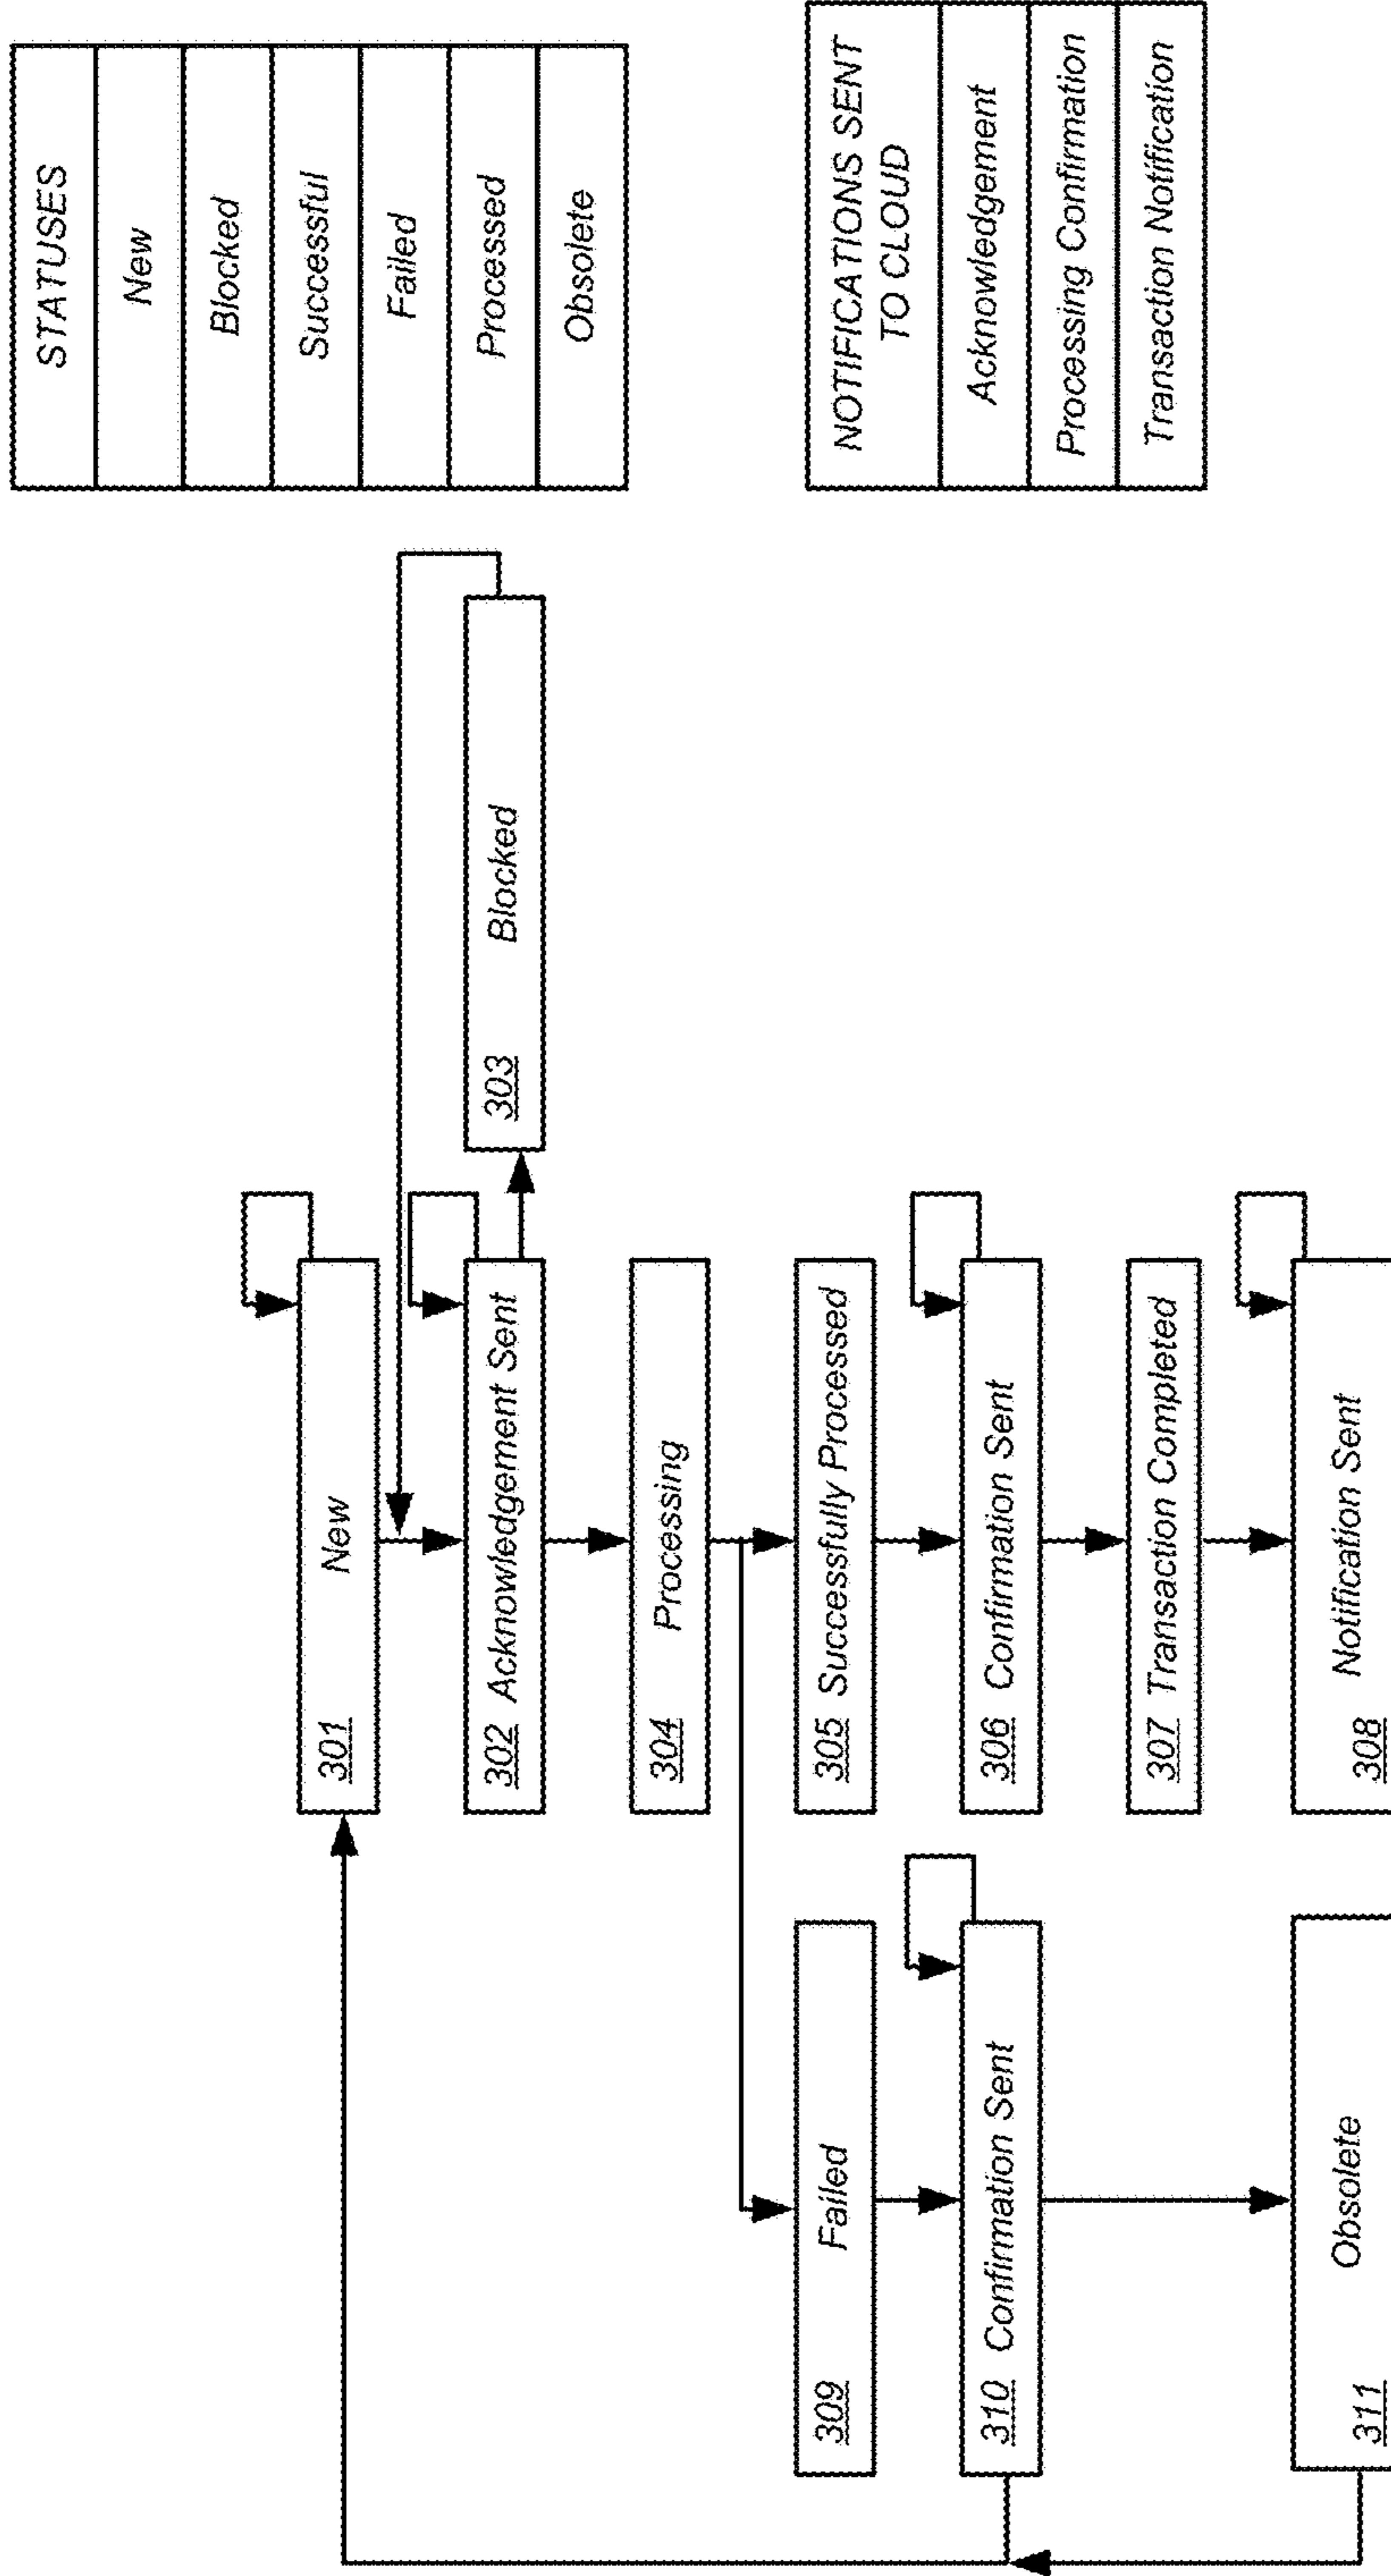 STATUSES
New
Blocked
Successful
Failed
Processed
Obsolete
NOTIFICATIONS SENT
TO CLOUD
Acknowledgement
Processing Confirmation
Transaction Notification
301 New
302 Acknowledgement Sent
303 Blocked
304 Processing
305 Successfully Processed
306 Confirmation Sent
307 Transaction Completed
308 Notification Sent
309 Failed
310 Confirmation Sent
311 Obsolete